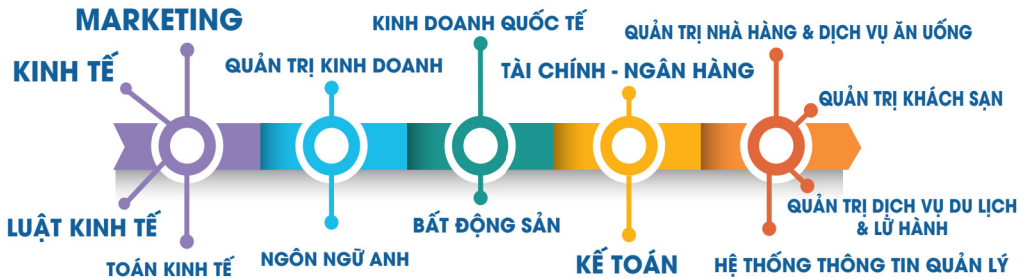 MARKETING
KINH TẾ
LUẬT KINH TẾ
TOÁN KINH TẾ
QUẢN TRỊ KINH DOANH
NGÔN NGỮ ANH
KINH DOANH QUỐC TẾ
BẤT ĐỘNG SẢN
TÀI CHÍNH - NGÂN HÀNG
KẾ TOÁN
QUẢN TRỊ NHÀ HÀNG & DỊCH VỤ ĂN UỐNG
QUẢN TRỊ KHÁCH SẠN
QUẢN TRỊ DỊCH VỤ DU LỊCH
& LỮ HÀNH
HỆ THỐNG THÔNG TIN QUẢN LÝ